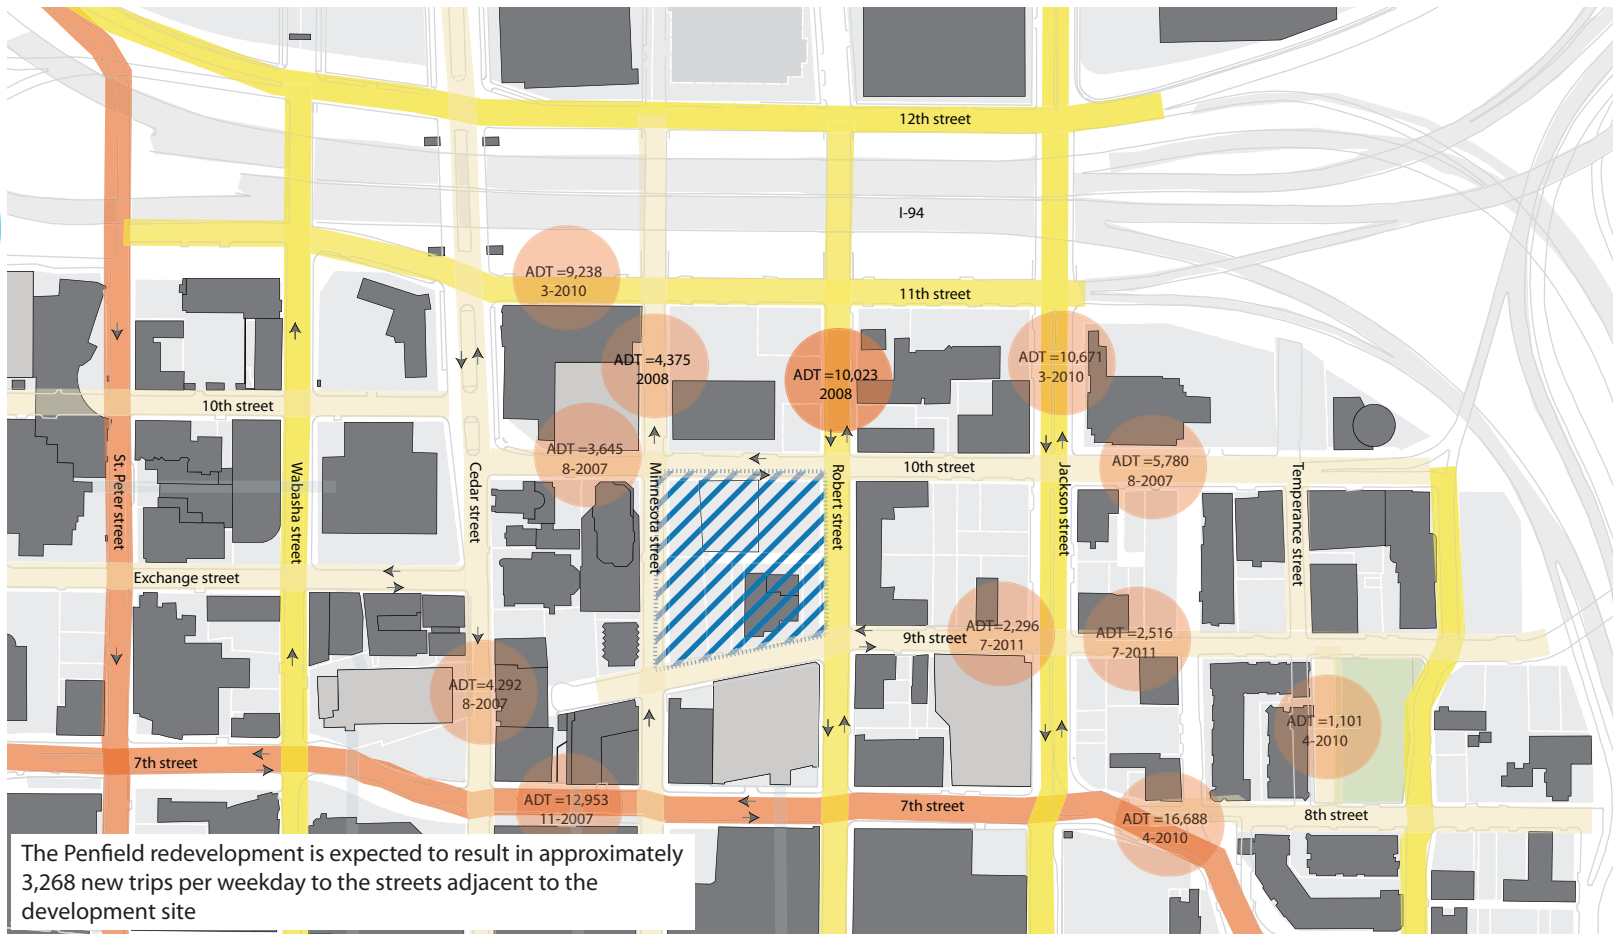 12th street
I-94
ADT =9,238
3-2010
11th street
ADT =4,375
2008
ADT =10,023
2008
ADT =10,671
3-2010
10th street
ADT =3,645
8-2007
10th street
ADT =5,780
8-2007
St. Peter street
Wabasha street
Cedar street
Minnesota street
Robert street
Jackson street
Temperance street
Exchange street
9th street
ADT=2,296
7-2011
ADT =2,516
7-2011
ADT=4,292
8-2007
ADT =1,101
4-2010
7th street
ADT =12,953
11-2007
7th street
ADT =16,688
4-2010
8th street
The Penfield redevelopment is expected to result in approximately
3,268 new trips per weekday to the streets adjacent to the
development site